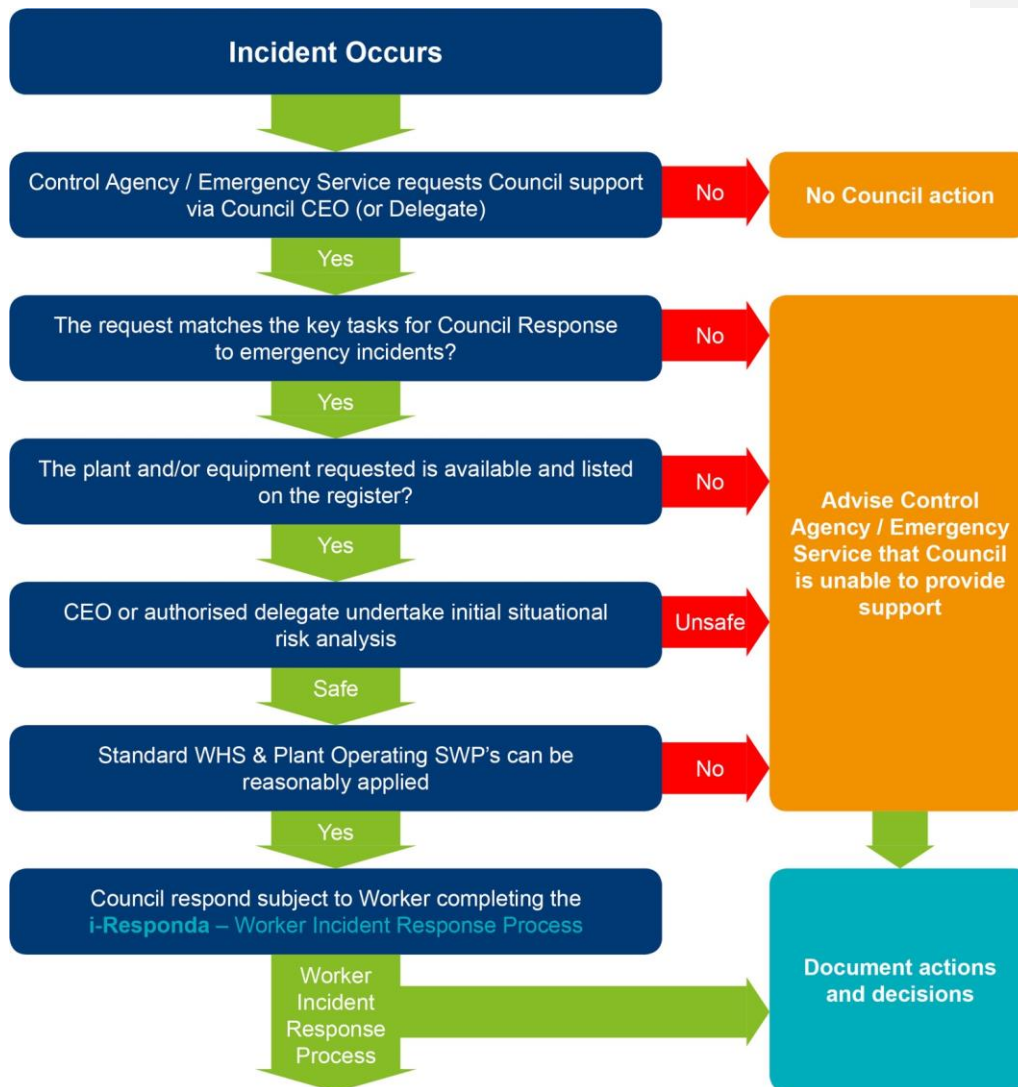 Incident Occurs
Control Agency / Emergency Service requests Council support
via Council CEO (or Delegate)
No
No Council action
Yes
The request matches the key tasks for Council Response
to emergency incidents?
No
Yes
The plant and/or equipment requested is available and listed
on the register?
No
Advise Control
Agency / Emergency
Service that Council
is unable to provide
support
Yes
CEO or authorised delegate undertake initial situational
risk analysis
Unsafe
Safe
Standard WHS & Plant Operating SWP's can be
reasonably applied
No
Yes
Council respond subject to Worker completing the
i-Responda – Worker Incident Response Process
Worker
Incident
Response
Process
Document actions
and decisions